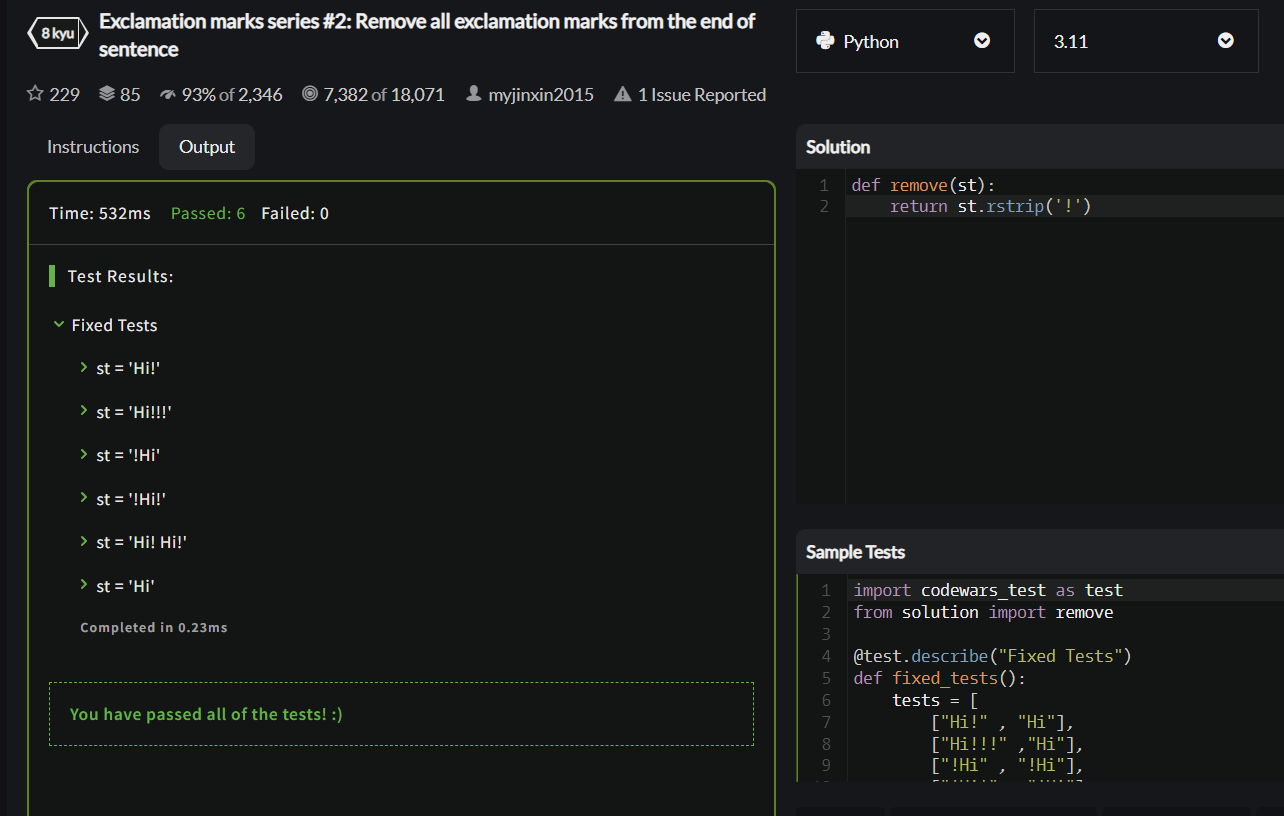 8 kyu
Exclamation marks series #2: Remove all exclamation marks from the end of
sentence
229 85 93% of 2,346 7,382 of 18,071 myjinxin2015 1 Issue Reported
Instructions Output
Time: 532ms Passed: 6 Failed: 0
Test Results:
Fixed Tests
st = 'Hi!'
st = 'Hi!!!'
st = '!Hi'
st = '!Hi!'
st = 'Hi! Hi!'
st = 'Hi'
Completed in 0.23ms
You have passed all of the tests! :)
Python 3.11
Solution
1 def remove(st):
2     return st.rstrip('!')
Sample Tests
1 import codewars_test as test
2 from solution import remove
3
4 @test.describe("Fixed Tests")
5 def fixed_tests():
6     tests = [
7         ["Hi!" , "Hi"],
8         ["Hi!!!" ,"Hi"],
9         ["!Hi" , "!Hi"],